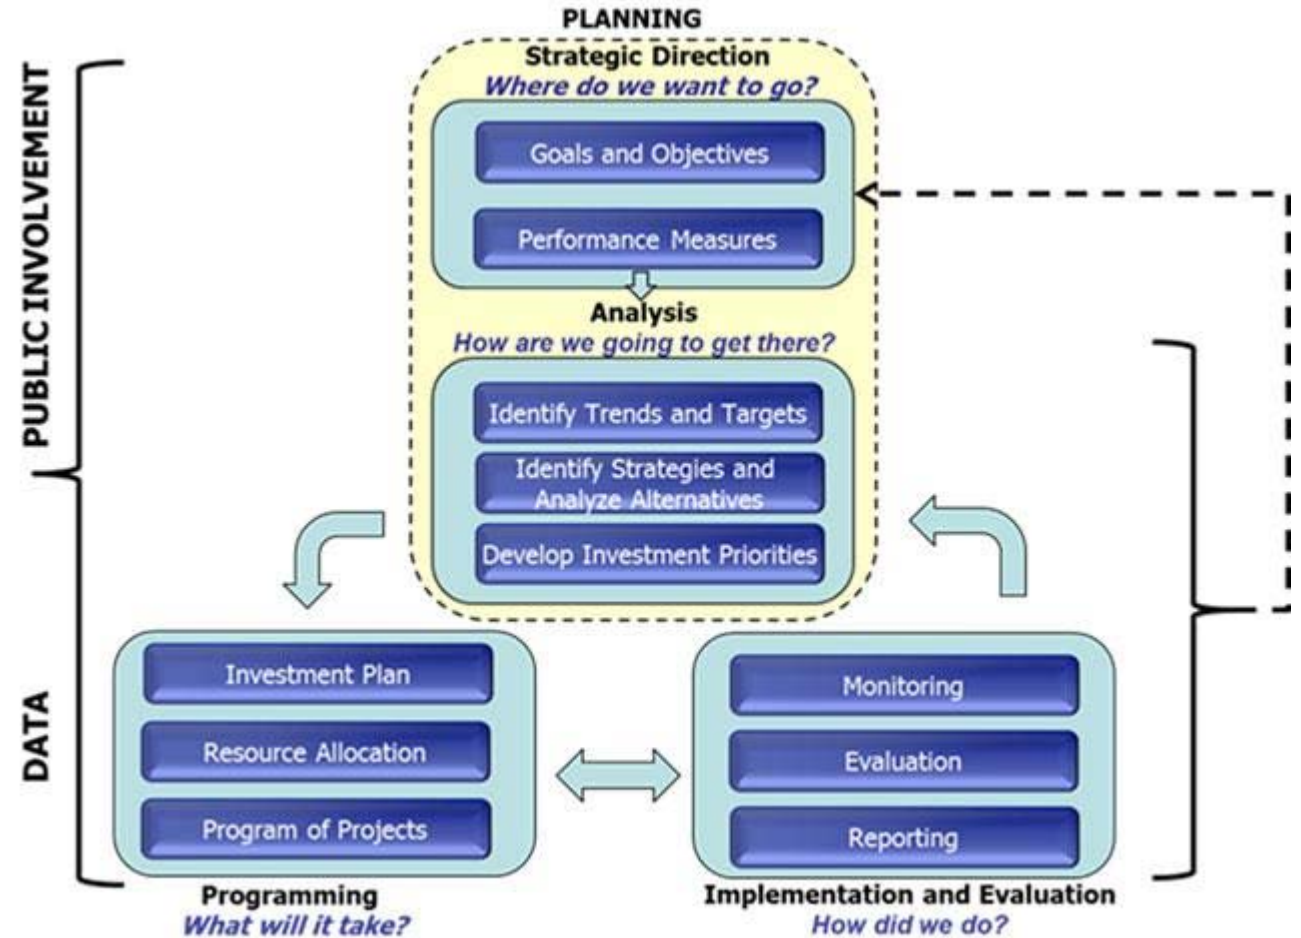 PLANNING
Strategic Direction
Where do we want to go?
Goals and Objectives
Performance Measures
Analysis
How are we going to get there?
Identify Trends and Targets
Identify Strategies and
Analyze Alternatives
Develop Investment Priorities
PUBLIC INVOLVEMENT
DATA
Investment Plan
Resource Allocation
Program of Projects
Programming
What will it take?
Monitoring
Evaluation
Reporting
Implementation and Evaluation
How did we do?